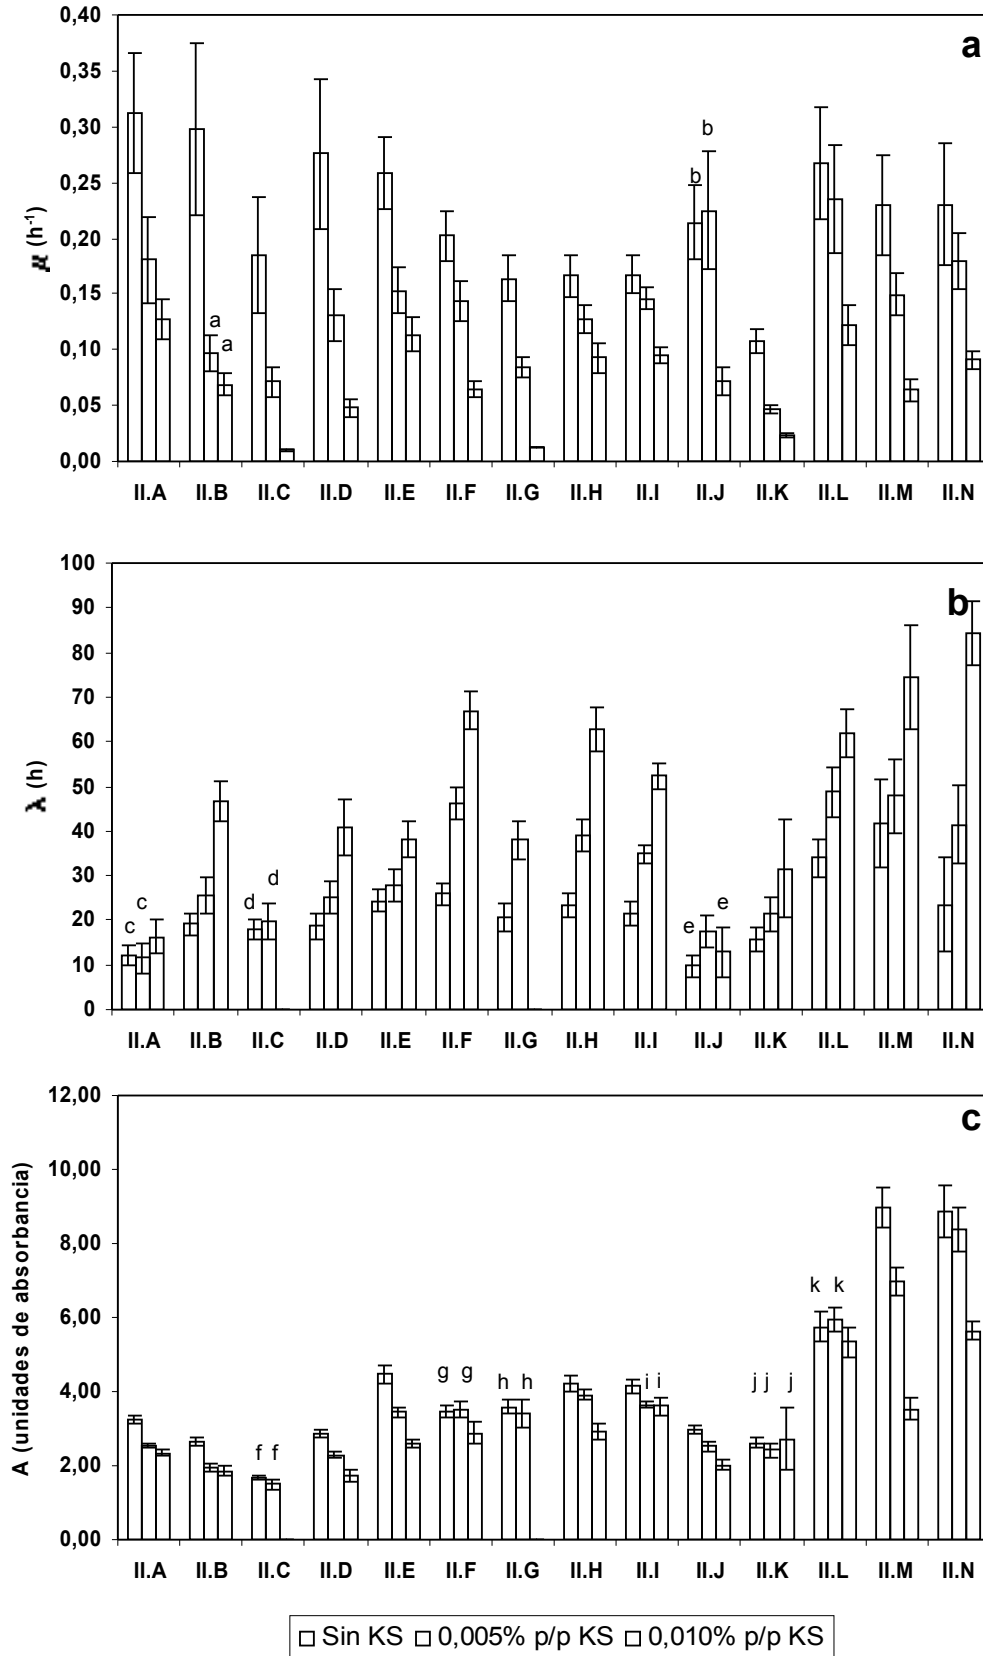 0,40
a
0,35
0,30
b
0,25
b
μ (h-1)
0,20
0,15
a
0,10
a
0,05
0,00
II.A II.B II.C II.D II.E II.F II.G II.H II.I II.J II.K II.L II.M II.N
100
b
90
80
70
60
λ (h)
50
40
30
c d d e
20
c e
10
0
II.A II.B II.C II.D II.E II.F II.G II.H II.I II.J II.K II.L II.M II.N
12,00
c
10,00
A (unidades de absorbancia)
8,00
k k
6,00
g g h h i i j j j
4,00
f f
2,00
0,00
II.A II.B II.C II.D II.E II.F II.G II.H II.I II.J II.K II.L II.M II.N
Sin KS 0,005% p/p KS 0,010% p/p KS